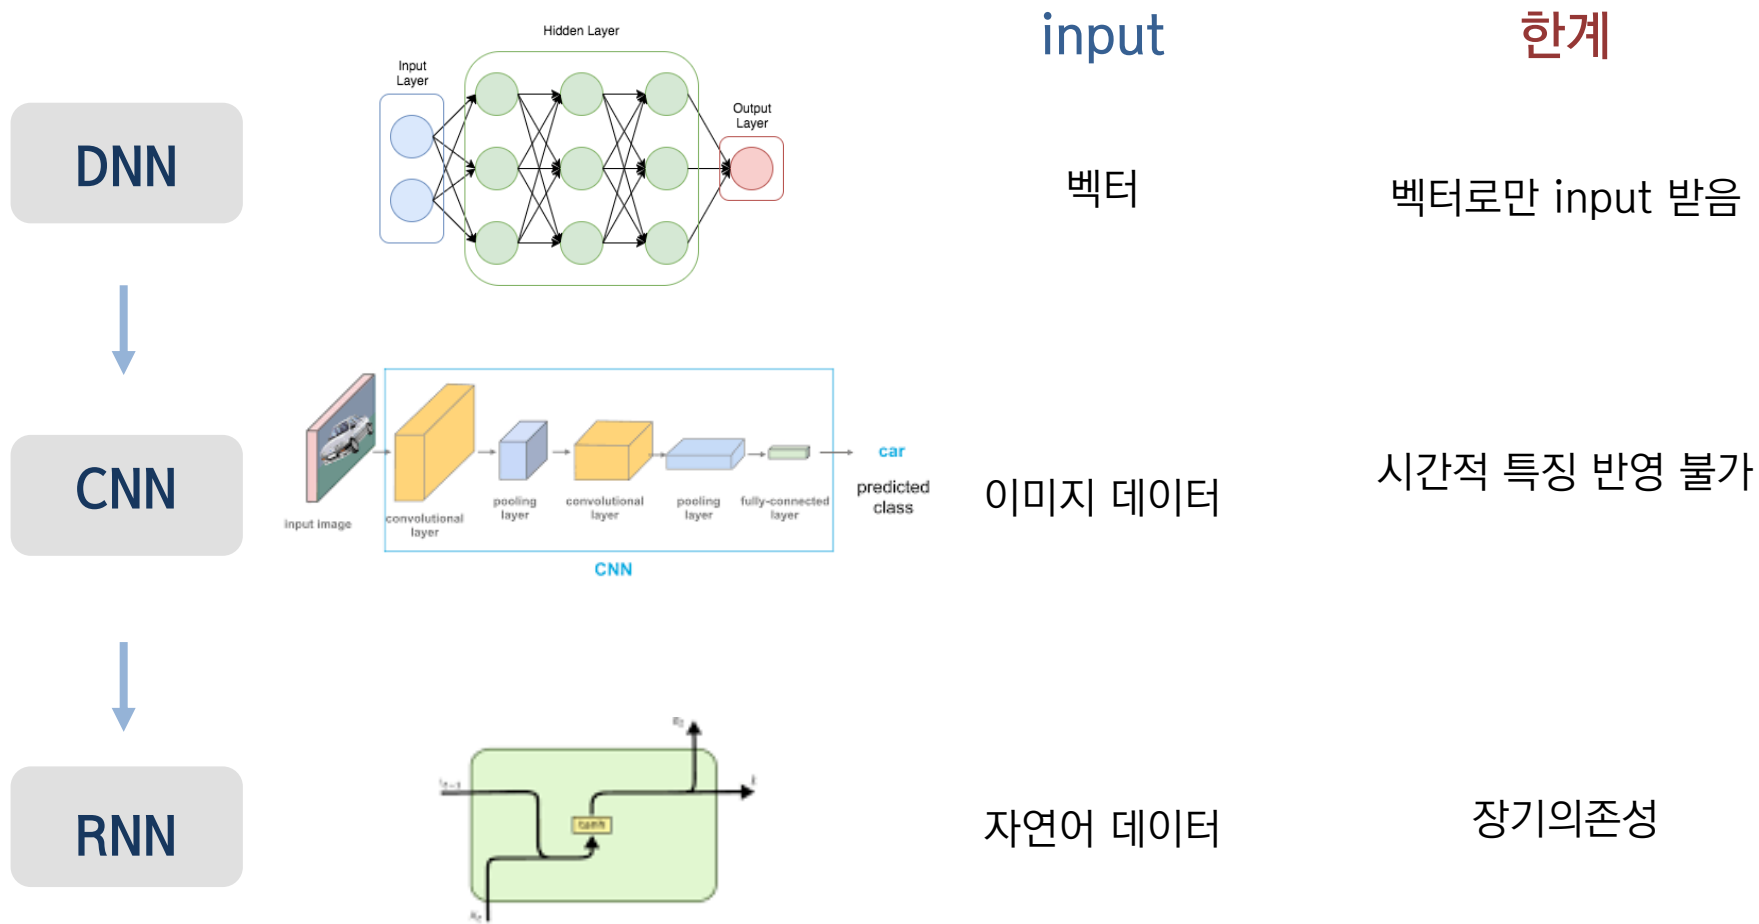 input
한계
DNN
Hidden Layer
Input
Layer
Output
Layer
벡터
벡터로만 input 받음
CNN
input image
convolutional
layer
pooling
layer
convolutional
layer
pooling
layer
fully-connected
layer
car
predicted
class
CNN
이미지 데이터
시간적 특징 반영 불가
RNN
tanh
자연어 데이터
장기의존성